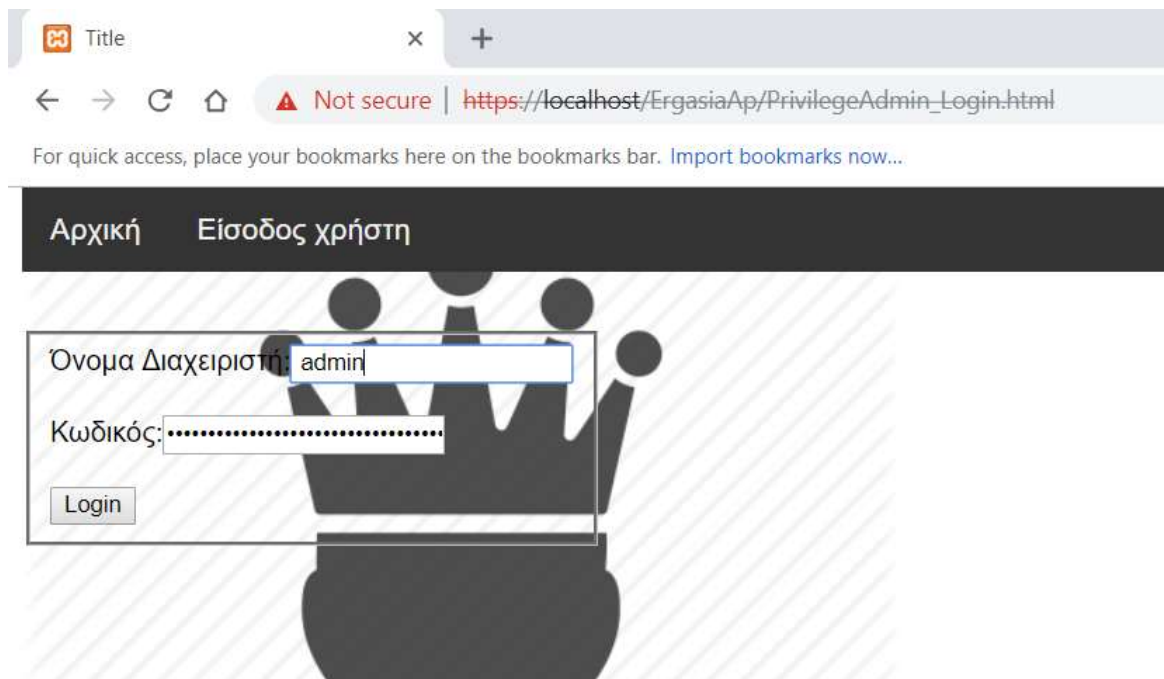 Title
Not secure | https://localhost/ErgasiaAp/PrivilegeAdmin_Login.html
For quick access, place your bookmarks here on the bookmarks bar. Import bookmarks now...
Αρχική Είσοδος χρήστη
Όνομα Διαχειριστή: admin
Κωδικός: ••••••••••••••••••••••••••••••••••
Login